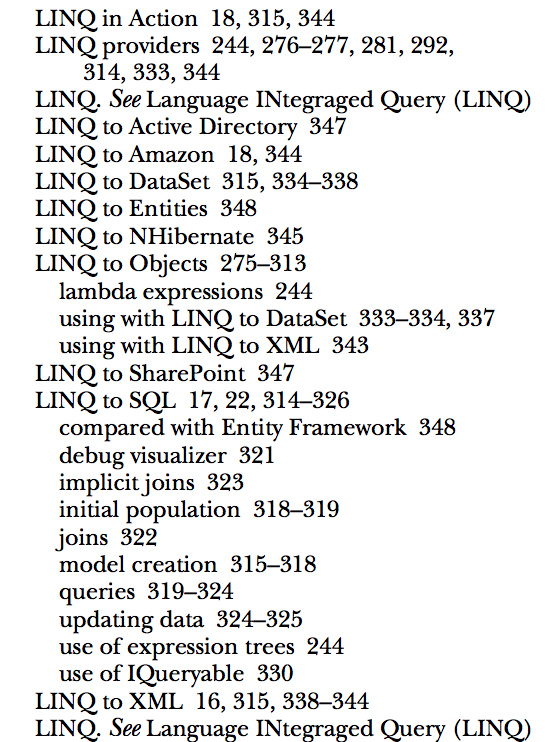 LINQ in Action 18, 315, 344
LINQ providers 244, 276–277, 281, 292,
314, 333, 344
LINQ. See Language INtegraged Query (LINQ)
LINQ to Active Directory 347
LINQ to Amazon 18, 344
LINQ to DataSet 315, 334–338
LINQ to Entities 348
LINQ to NHibernate 345
LINQ to Objects 275–313
lambda expressions 244
using with LINQ to DataSet 333–334, 337
using with LINQ to XML 343
LINQ to SharePoint 347
LINQ to SQL 17, 22, 314–326
compared with Entity Framework 348
debug visualizer 321
implicit joins 323
initial population 318–319
joins 322
model creation 315–318
queries 319–324
updating data 324–325
use of expression trees 244
use of IQueryable 330
LINQ to XML 16, 315, 338–344
LINQ. See Language INtegraged Query (LINQ)